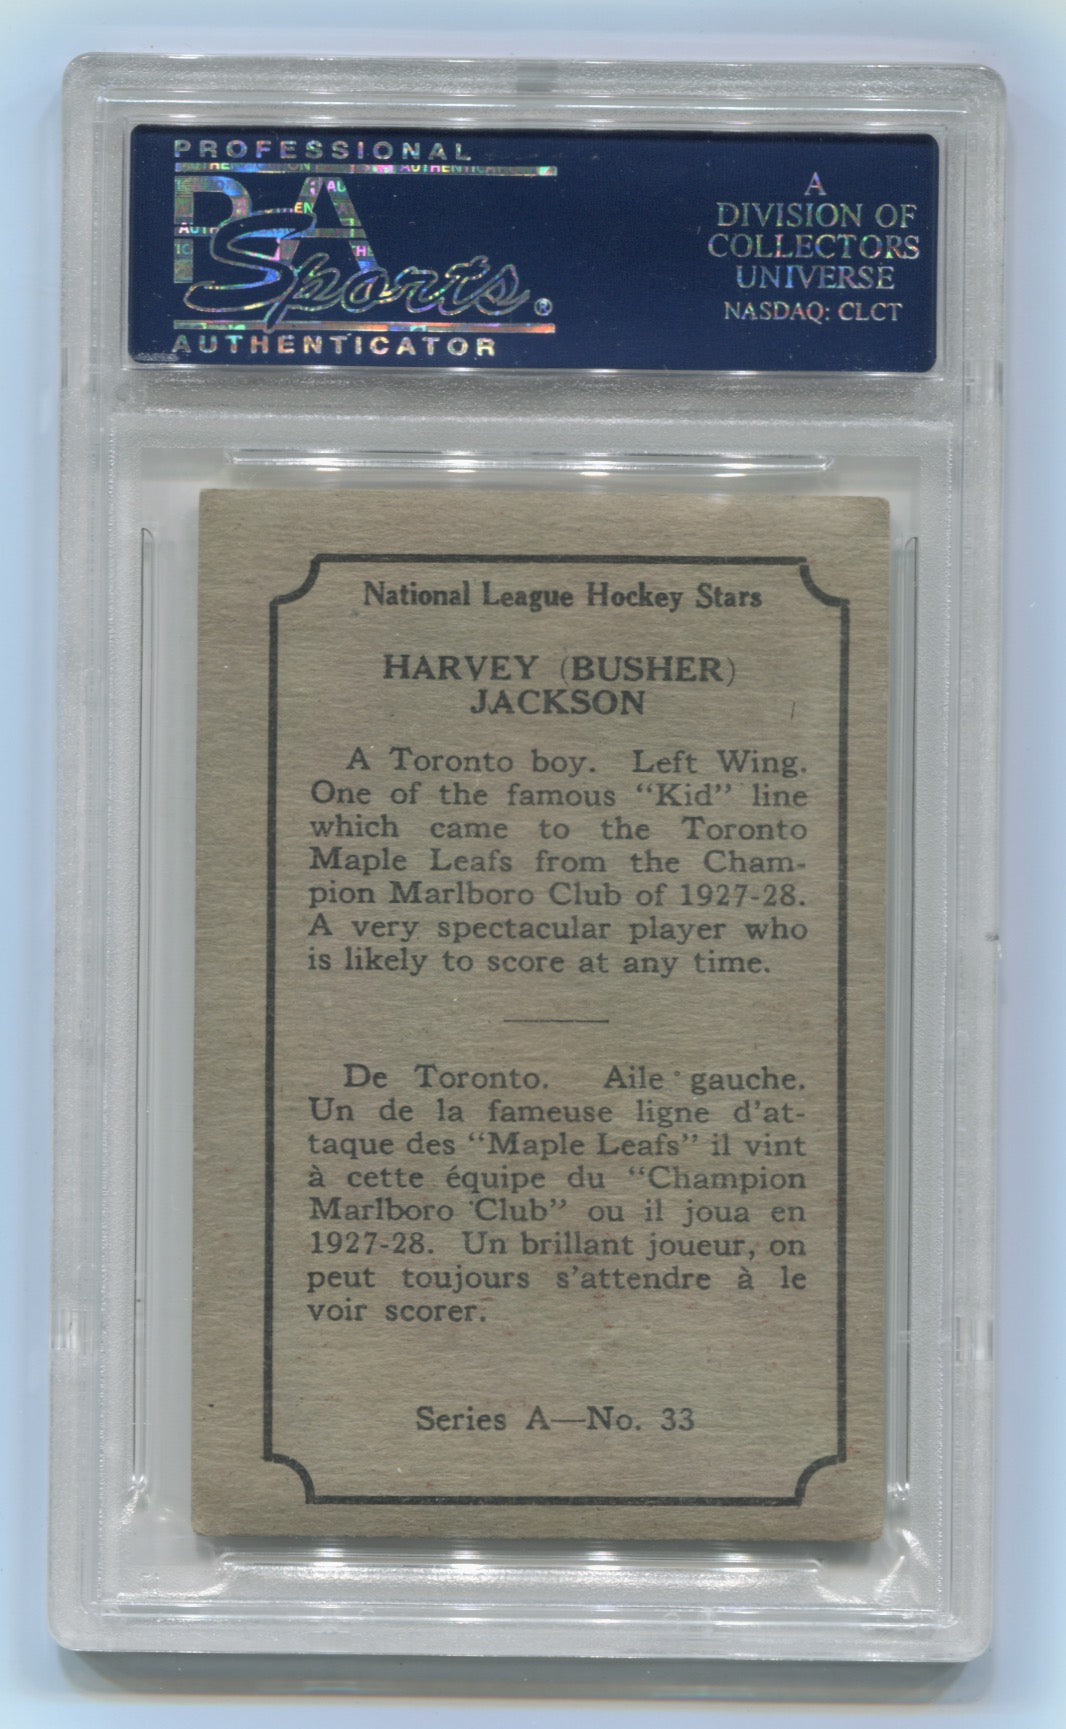 PROFESSIONAL
PSA
Sports®
AUTHENTICATOR
A
DIVISION OF
COLLECTORS
UNIVERSE
NASDAQ: CLCT
National League Hockey Stars
HARVEY (BUSHER)
JACKSON
A Toronto boy. Left Wing.
One of the famous "Kid" line
which came to the Toronto
Maple Leafs from the Cham-
pion Marlboro Club of 1927-28.
A very spectacular player who
is likely to score at any time.
De Toronto. Aile gauche.
Un de la fameuse ligne d'at-
taque des "Maple Leafs" il vint
à cette équipe du "Champion
Marlboro Club" ou il joua en
1927-28. Un brillant joueur, on
peut toujours s'attendre à le
voir scorer.
Series A—No. 33